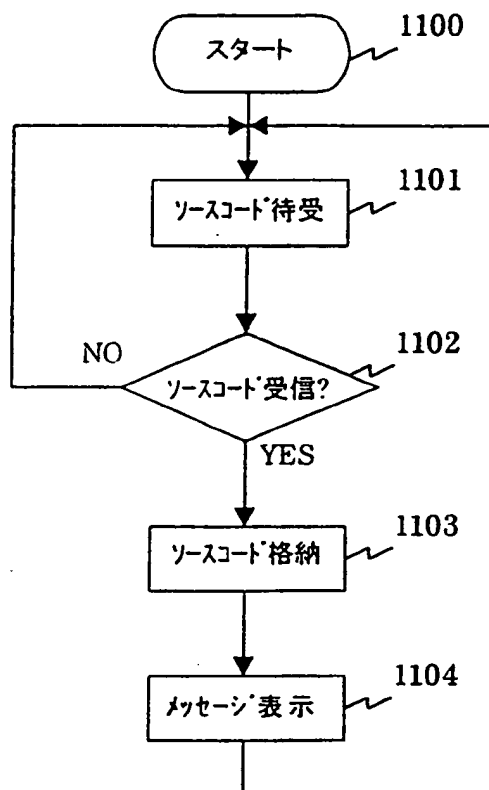 スタート
1100
ソースコード待受
1101
ソースコード受信?
1102
NO
YES
ソースコード格納
1103
メッセージ表示
1104